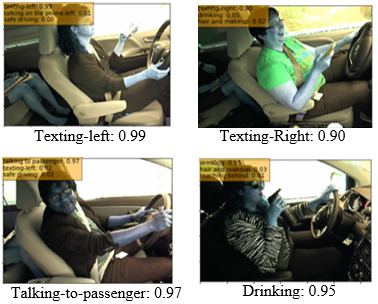 texting-left: 0.99
talking on the phone-left: 0.01
safe driving: 0.00
texting-right: 0.90
drinking: 0.05
hair and makeup: 0.02
Texting-left: 0.99
Texting-Right: 0.90
talking to passenger: 0.97
texting-left: 0.02
safe driving: 0.01
drinking: 0.95
hair and makeup: 0.03
reaching behind: 0.01
Talking-to-passenger: 0.97
Drinking: 0.95